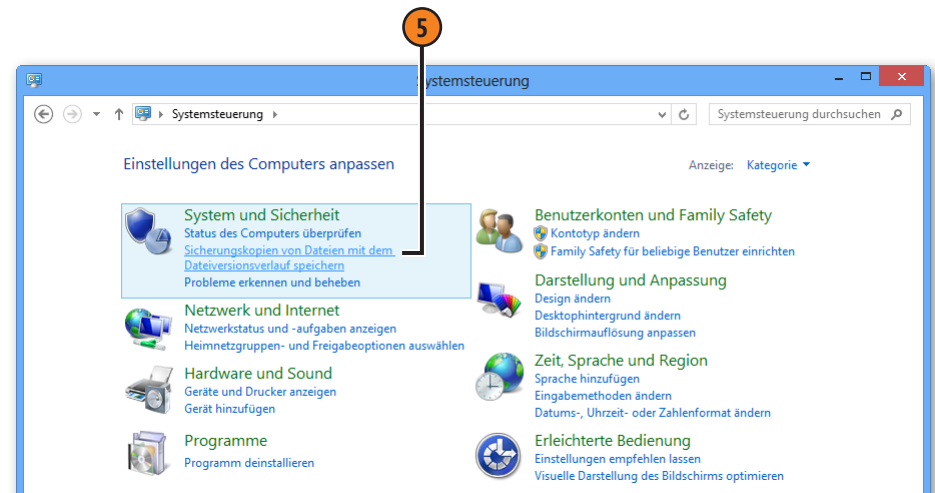 5
Systemsteuerung
Systemsteuerung
Systemsteuerung durchsuchen
Einstellungen des Computers anpassen
Anzeige: Kategorie
System und Sicherheit
Status des Computers überprüfen
Sicherungskopien von Dateien mit dem
Dateiversionsverlauf speichern
Probleme erkennen und beheben
Netzwerk und Internet
Netzwerkstatus und -aufgaben anzeigen
Heimnetzgruppen- und Freigabeoptionen auswählen
Hardware und Sound
Geräte und Drucker anzeigen
Gerät hinzufügen
Programme
Programm deinstallieren
Benutzerkonten und Family Safety
Kontotyp ändern
Family Safety für beliebige Benutzer einrichten
Darstellung und Anpassung
Design ändern
Desktophintergrund ändern
Bildschirmauflösung anpassen
Zeit, Sprache und Region
Sprache hinzufügen
Eingabemethoden ändern
Datums-, Uhrzeit- oder Zahlenformat ändern
Erleichterte Bedienung
Einstellungen empfehlen lassen
Visuelle Darstellung des Bildschirms optimieren